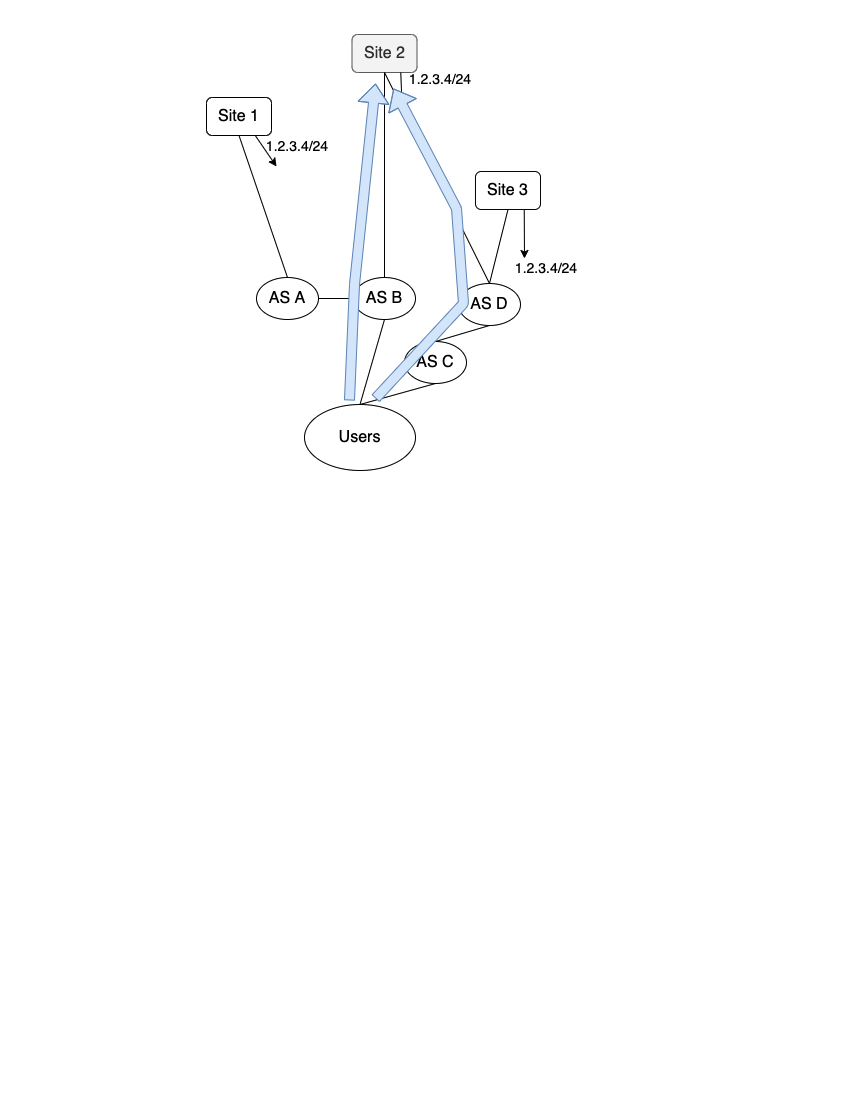 Site 2
1.2.3.4/24
Site 1
1.2.3.4/24
Site 3
1.2.3.4/24
AS A
AS B
AS D
AS C
Users